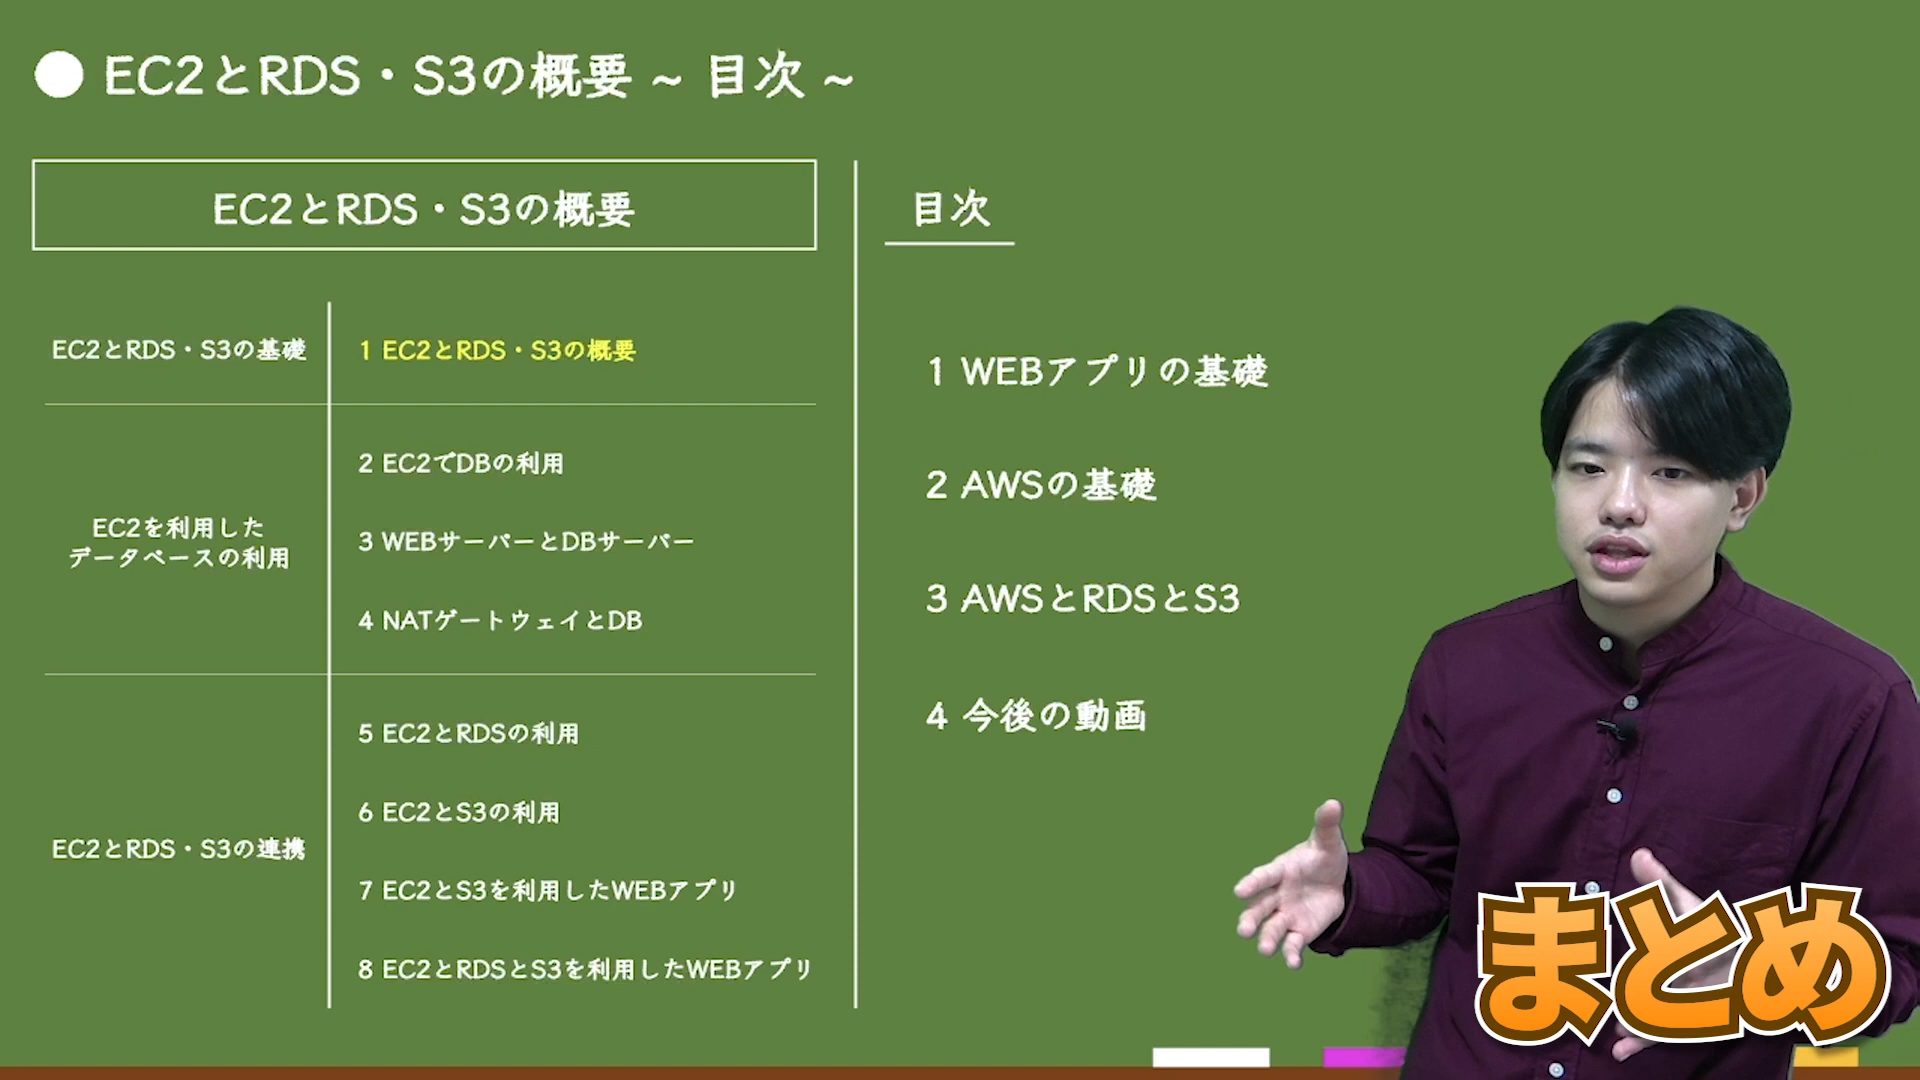 EC2とRDS・S3の概要 ~ 目次 ~
EC2とRDS・S3の概要
EC2とRDS・S3の基礎
1 EC2とRDS・S3の概要
EC2を利用した
データベースの利用
2 EC2でDBの利用
3 WEBサーバーとDBサーバー
4 NATゲートウェイとDB
EC2とRDS・S3の連携
5 EC2とRDSの利用
6 EC2とS3の利用
7 EC2とS3を利用したWEBアプリ
8 EC2とRDSとS3を利用したWEBアプリ
目次
1 WEBアプリの基礎
2 AWSの基礎
3 AWSとRDSとS3
4 今後の動画
まとめ